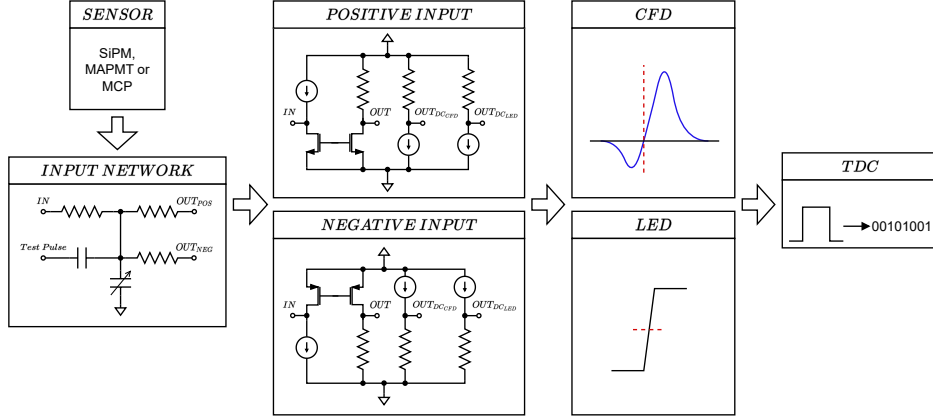 SENSOR
SiPM,
MAPMT or
MCP
INPUT NETWORK
IN
OUT_POS
Test Pulse
OUT_NEG
POSITIVE INPUT
IN
OUT
OUT_DC_CFD
OUT_DC_LED
NEGATIVE INPUT
IN
OUT
OUT_DC_CFD
OUT_DC_LED
CFD
LED
TDC
00101001